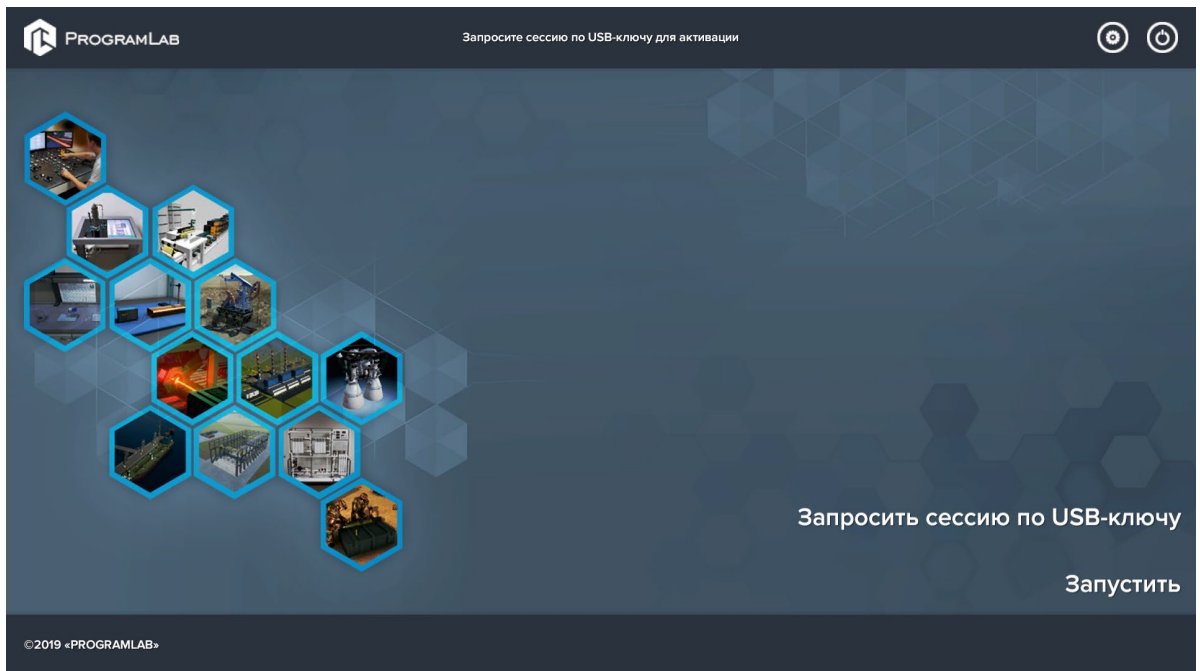 PROGRAMLAB
Запросите сессию по USB-ключу для активации
Запросить сессию по USB-ключу
Запустить
©2019 «PROGRAMLAB»